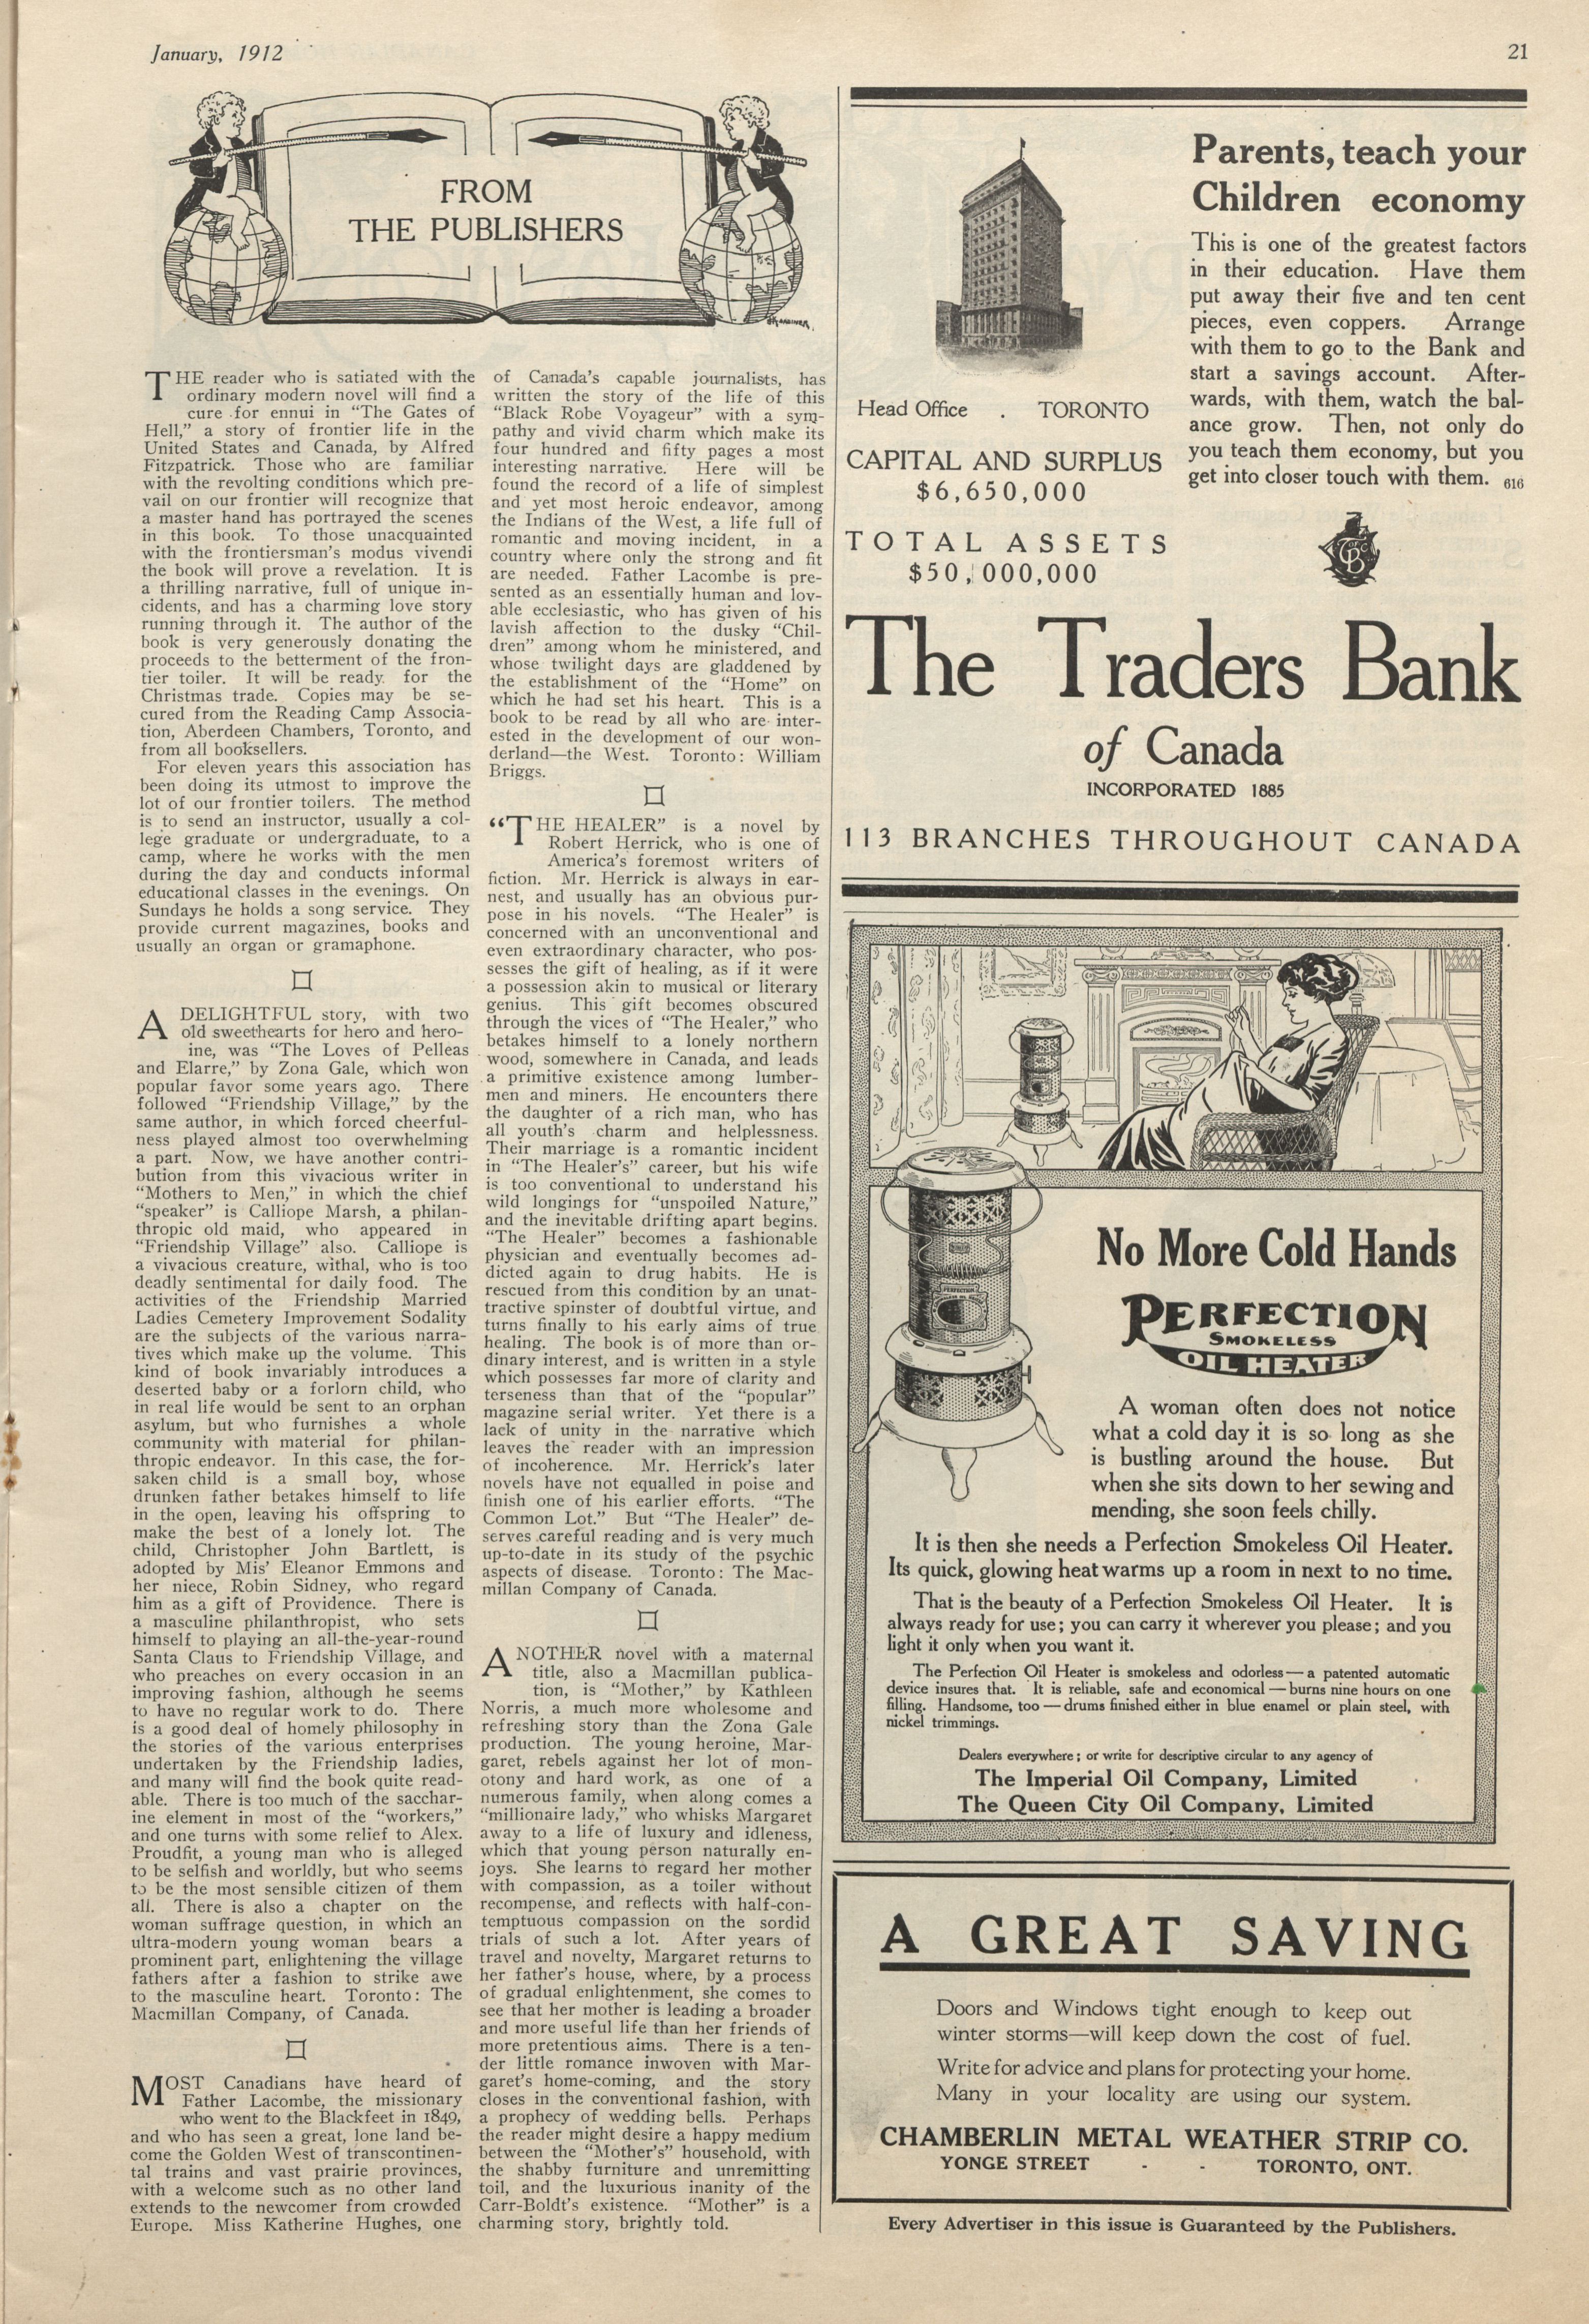 January, 1912
21
FROM
THE PUBLISHERS
THE reader who is satiated with the
ordinary modern novel will find a
cure for ennui in “The Gates of
Hell,” a story of frontier life in the
United States and Canada, by Alfred
Fitzpatrick. Those who are familiar
with the revolting conditions which pre-
vail on our frontier will recognize that
a master hand has portrayed the scenes
in this book. To those unacquainted
with the frontiersman's modus vivendi
the book will prove a revelation. It is
a thrilling narrative, full of unique in-
cidents, and has a charming love story
running through it. The author of the
book is very generously donating the
proceeds to the betterment of the fron-
tier toiler. It will be ready for the
Christmas trade. Copies may be se-
cured from the Reading Camp Associa-
tion, Aberdeen Chambers, Toronto, and
from all booksellers.
For eleven years this association has
been doing its utmost to improve the
lot of our frontier toilers. The method
is to send an instructor, usually a col-
lege graduate or undergraduate, to a
camp, where he works with the men
during the day and conducts informal
educational classes in the evenings. On
Sundays he holds a song service. They
provide current magazines, books and
usually an organ or gramaphone.
A DELIGHTFUL story, with two
old sweethearts for hero and hero-
ine, was “The Loves of Pelleas
and Elarre,” by Zona Gale, which won
popular favor some years ago. There
followed “Friendship Village,” by the
same author, in which forced cheerful-
ness played almost too overwhelming
a part. Now, we have another contri-
bution from this vivacious writer in
“Mothers to Men,” in which the chief
“speaker” is Calliope Marsh, a philan-
thropic old maid, who appeared in
“Friendship Village” also. Calliope is
a vivacious creature, withal, who is too
deadly sentimental for daily food. The
activities of the Friendship Married
Ladies Cemetery Improvement Sodality
are the subjects of the various narra-
tives which make up the volume. This
kind of book invariably introduces a
deserted baby or a forlorn child, who
in real life would be sent to an orphan
asylum, but who furnishes a whole
community with material for philan-
thropic endeavor. In this case, the for-
saken child is a small boy, whose
drunken father betakes himself to life
in the open, leaving his offspring to
make the best of a lonely lot. The
child, Christopher John Bartlett, is
adopted by Mis' Eleanor Emmons and
her niece, Robin Sidney, who regard
him as a gift of Providence. There is
a masculine philanthropist, who sets
himself to playing an all-the-year-round
Santa Claus to Friendship Village, and
who preaches on every occasion in an
improving fashion, although he seems
to have no regular work to do. There
is a good deal of homely philosophy in
the stories of the various enterprises
undertaken by the Friendship ladies,
and many will find the book quite read-
able. There is too much of the sacchar-
ine element in most of the “workers,”
and one turns with some relief to Alex.
Proudfit, a young man who is alleged
to be selfish and worldly, but who seems
to be the most sensible citizen of them
all. There is also a chapter on the
woman suffrage question, in which an
ultra-modern young woman bears a
prominent part, enlightening the village
fathers after a fashion to strike awe
to the masculine heart. Toronto: The
Macmillan Company, of Canada.
MOST Canadians have heard of
Father Lacombe, the missionary
who went to the Blackfeet in 1849,
and who has seen a great, lone land be-
come the Golden West of transcontinen-
tal trains and vast prairie provinces,
with a welcome such as no other land
extends to the newcomer from crowded
Europe. Miss Katherine Hughes, one
of Canada's capable journalists, has
written the story of the life of this
“Black Robe Voyageur” with a sym-
pathy and vivid charm which make its
four hundred and fifty pages a most
interesting narrative. Here will be
found the record of a life of simplest
and yet most heroic endeavor, among
the Indians of the West, a life full of
romantic and moving incident, in a
country where only the strong and fit
are needed. Father Lacombe is pre-
sented as an essentially human and lov-
able ecclesiastic, who has given of his
lavish affection to the dusky “Chil-
dren” among whom he ministered, and
whose twilight days are gladdened by
the establishment of the “Home” on
which he had set his heart. This is a
book to be read by all who are inter-
ested in the development of our won-
derland—the West. Toronto: William
Briggs.
“THE HEALER” is a novel by
Robert Herrick, who is one of
America's foremost writers of
fiction. Mr. Herrick is always in ear-
nest, and usually has an obvious pur-
pose in his novels. “The Healer” is
concerned with an unconventional and
even extraordinary character, who pos-
sesses the gift of healing, as if it were
a possession akin to musical or literary
genius. This gift becomes obscured
through the vices of “The Healer,” who
betakes himself to a lonely northern
wood, somewhere in Canada, and leads
a primitive existence among lumber-
men and miners. He encounters there
the daughter of a rich man, who has
all youth's charm and helplessness.
Their marriage is a romantic incident
in “The Healer's” career, but his wife
is too conventional to understand his
wild longings for “unspoiled Nature,”
and the inevitable drifting apart begins.
“The Healer” becomes a fashionable
physician and eventually becomes ad-
dicted again to drug habits. He is
rescued from this condition by an unat-
tractive spinster of doubtful virtue, and
turns finally to his early aims of true
healing. The book is of more than or-
dinary interest, and is written in a style
which possesses far more of clarity and
terseness than that of the “popular”
magazine serial writer. Yet there is a
lack of unity in the narrative which
leaves the reader with an impression
of incoherence. Mr. Herrick's later
novels have not equalled in poise and
finish one of his earlier efforts. “The
Common Lot.” But “The Healer” de-
serves careful reading and is very much
up-to-date in its study of the psychic
aspects of disease. Toronto: The Mac-
millan Company of Canada.
ANOTHER novel with a maternal
title, also a Macmillan publica-
tion, is “Mother,” by Kathleen
Norris, a much more wholesome and
refreshing story than the Zona Gale
production. The young heroine, Mar-
garet, rebels against her lot of mon-
otony and hard work, as one of a
numerous family, when along comes a
“millionaire lady,” who whisks Margaret
away to a life of luxury and idleness,
which that young person naturally en-
joys. She learns to regard her mother
with compassion, as a toiler without
recompense, and reflects with half-con-
temptuous compassion on the sordid
trials of such a lot. After years of
travel and novelty, Margaret returns to
her father's house, where, by a process
of gradual enlightenment, she comes to
see that her mother is leading a broader
and more useful life than her friends of
more pretentious aims. There is a ten-
der little romance inwoven with Mar-
garet's home-coming, and the story
closes in the conventional fashion, with
a prophecy of wedding bells. Perhaps
the reader might desire a happy medium
between the “Mother's” household, with
the shabby furniture and unremitting
toil, and the luxurious inanity of the
Carr-Boldt's existence. “Mother” is a
charming story, brightly told.
Parents, teach your
Children economy
This is one of the greatest factors
in their education. Have them
put away their five and ten cent
pieces, even coppers. Arrange
with them to go to the Bank and
start a savings account. After-
wards, with them, watch the bal-
ance grow. Then, not only do
you teach them economy, but you
get into closer touch with them. 616
Head Office . TORONTO
CAPITAL AND SURPLUS
$6,650,000
TOTAL ASSETS
$50,000,000
The Traders Bank
of Canada
INCORPORATED 1885
113 BRANCHES THROUGHOUT CANADA
No More Cold Hands
PERFECTION
SMOKELESS
OIL HEATER
A woman often does not notice
what a cold day it is so long as she
is bustling around the house. But
when she sits down to her sewing and
mending, she soon feels chilly.
It is then she needs a Perfection Smokeless Oil Heater.
Its quick, glowing heat warms up a room in next to no time.
That is the beauty of a Perfection Smokeless Oil Heater. It is
always ready for use; you can carry it wherever you please; and you
light it only when you want it.
The Perfection Oil Heater is smokeless and odorless—a patented automatic
device insures that. It is reliable, safe and economical—burns nine hours on one
filling. Handsome, too—drums finished either in blue enamel or plain steel, with
nickel trimmings.
Dealers everywhere; or write for descriptive circular to any agency of
The Imperial Oil Company, Limited
The Queen City Oil Company, Limited
A GREAT SAVING
Doors and Windows tight enough to keep out
winter storms—will keep down the cost of fuel.
Write for advice and plans for protecting your home.
Many in your locality are using our system.
CHAMBERLIN METAL WEATHER STRIP CO.
YONGE STREET - - TORONTO, ONT.
Every Advertiser in this issue is Guaranteed by the Publishers.